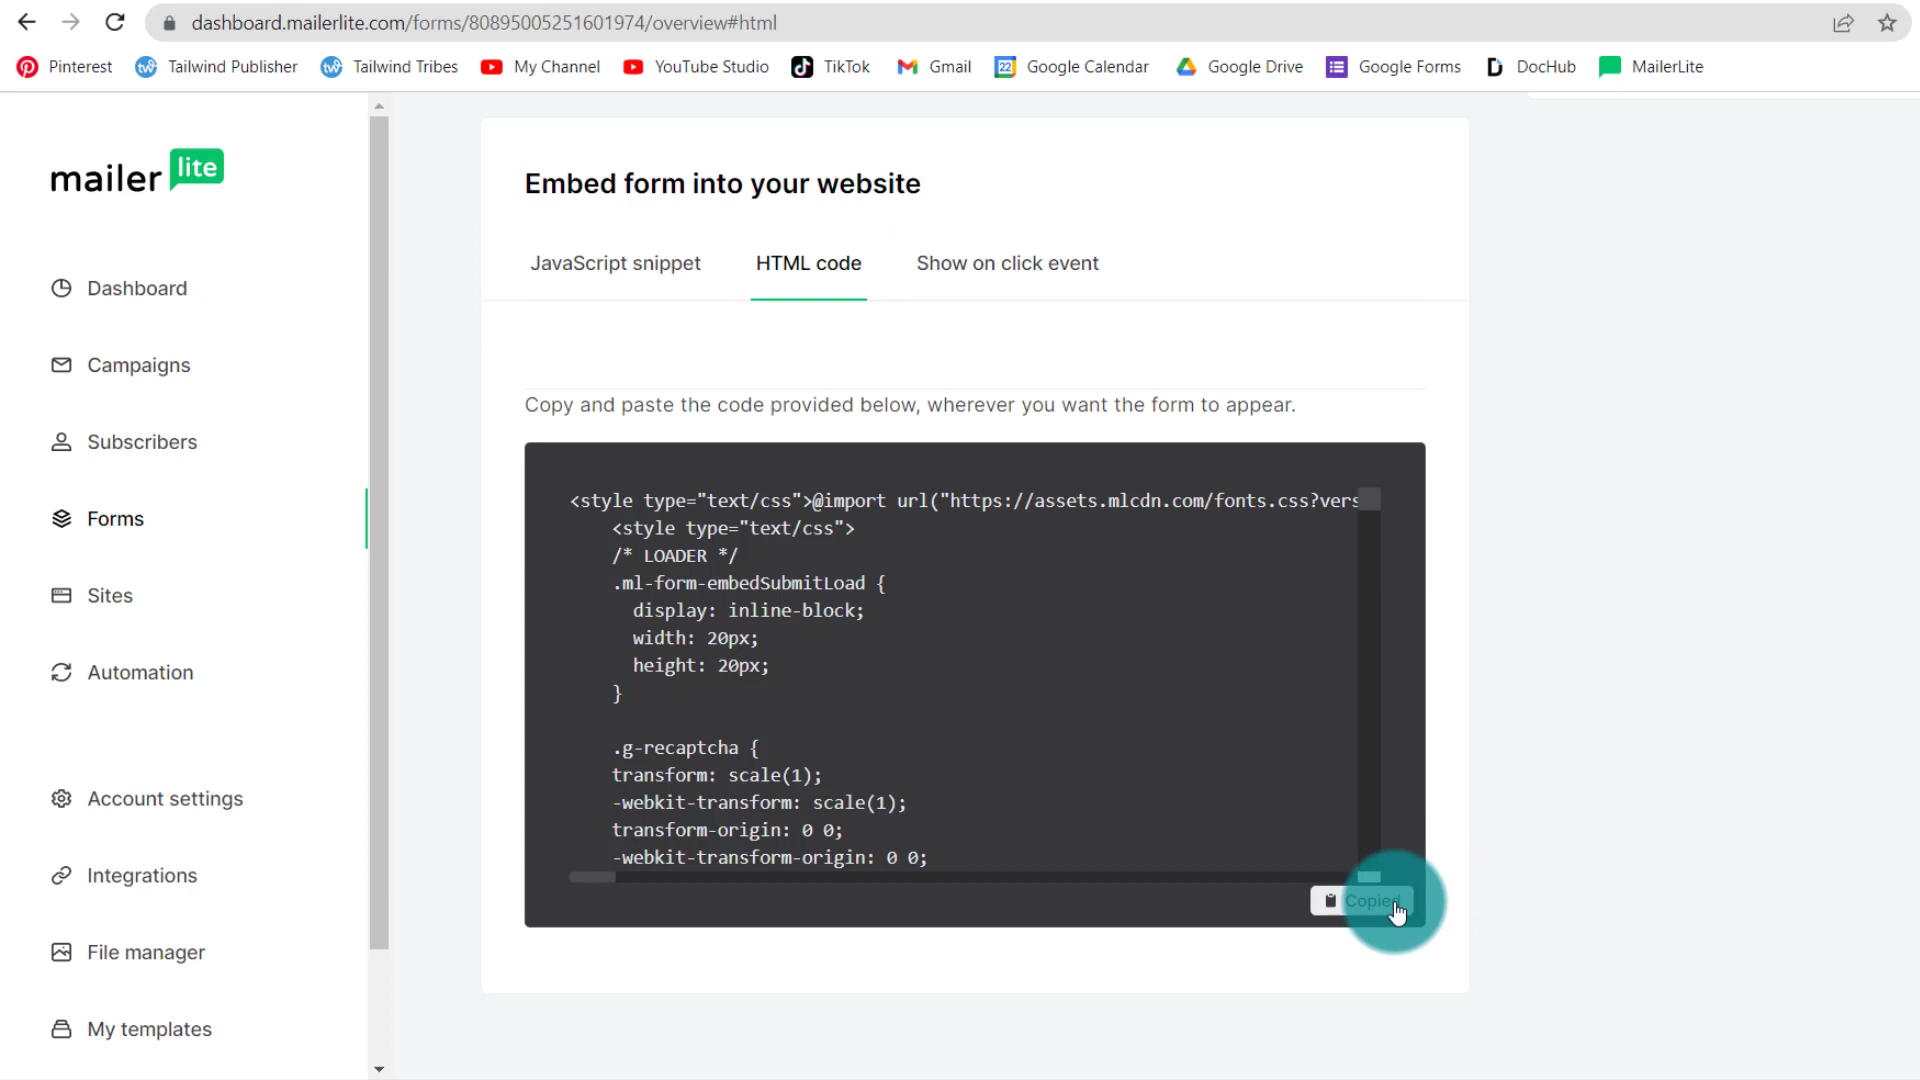 dashboard.mailerlite.com/forms/80895005251601974/overview#html
Pinterest Tailwind Publisher Tailwind Tribes My Channel YouTube Studio TikTok Gmail 22 Google Calendar Google Drive Google Forms DocHub MailerLite
mailer lite
Dashboard
Campaigns
Subscribers
Forms
Sites
Automation
Account settings
Integrations
File manager
My templates
Embed form into your website
JavaScript snippet HTML code Show on click event
Copy and paste the code provided below, wherever you want the form to appear.
<style type="text/css">@import url("https://assets.mlcdn.com/fonts.css?vers
<style type="text/css">
/* LOADER */
.ml-form-embedSubmitLoad {
display: inline-block;
width: 20px;
height: 20px;
}
.g-recaptcha {
transform: scale(1);
-webkit-transform: scale(1);
transform-origin: 0 0;
-webkit-transform-origin: 0 0;
Copied